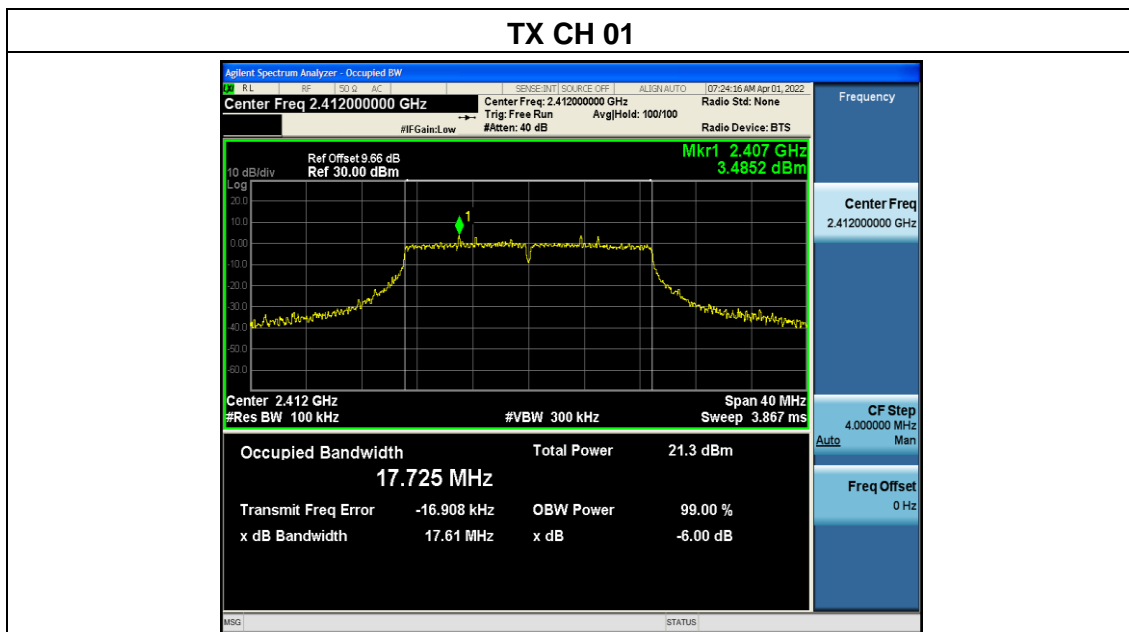 TX CH 01
Agilent Spectrum Analyzer - Occupied BW
RL RF 50 Ω AC SENSE:INT SOURCE OFF ALIGN AUTO 07:24:16 AM Apr 01, 2022
Center Freq 2.412000000 GHz
Center Freq: 2.412000000 GHz
Radio Std: None
Trig: Free Run Avg|Hold: 100/100
#IFGain:Low #Atten: 40 dB Radio Device: BTS
Frequency
Mkr1 2.407 GHz
3.4852 dBm
Ref Offset 9.66 dB
10 dB/div Ref 30.00 dBm
Log
20.0
10.0
0.00
-10.0
-20.0
-30.0
-40.0
-50.0
-60.0
1
Center 2.412 GHz Span 40 MHz
#Res BW 100 kHz #VBW 300 kHz Sweep 3.867 ms
Center Freq
2.412000000 GHz
CF Step
4.000000 MHz
Auto Man
Freq Offset
0 Hz
Occupied Bandwidth Total Power 21.3 dBm
17.725 MHz
Transmit Freq Error -16.908 kHz OBW Power 99.00 %
x dB Bandwidth 17.61 MHz x dB -6.00 dB
MSG STATUS